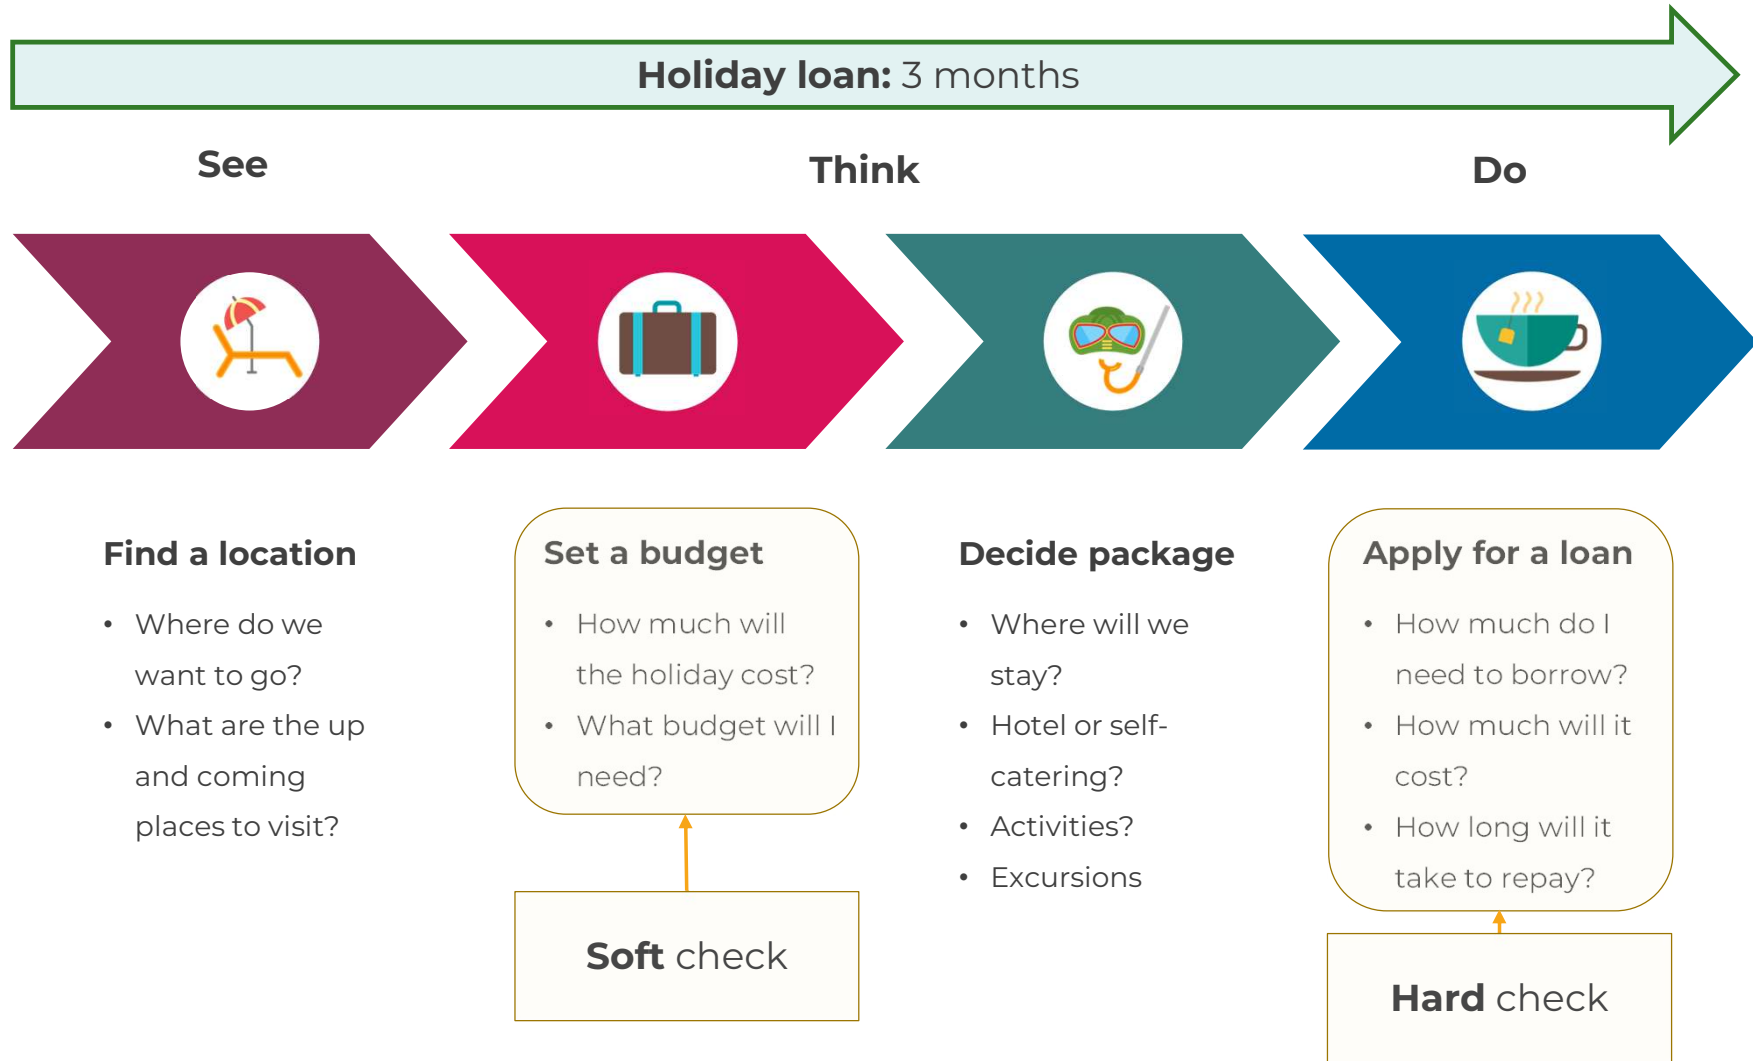 Holiday loan: 3 months
See
Think
Do
Find a location
• Where do we
want to go?
• What are the up
and coming
places to visit?
Set a budget
• How much will
the holiday cost?
• What budget will I
need?
Soft check
Decide package
• Where will we
stay?
• Hotel or self-
catering?
• Activities?
• Excursions
Apply for a loan
• How much do I
need to borrow?
• How much will it
cost?
• How long will it
take to repay?
Hard check